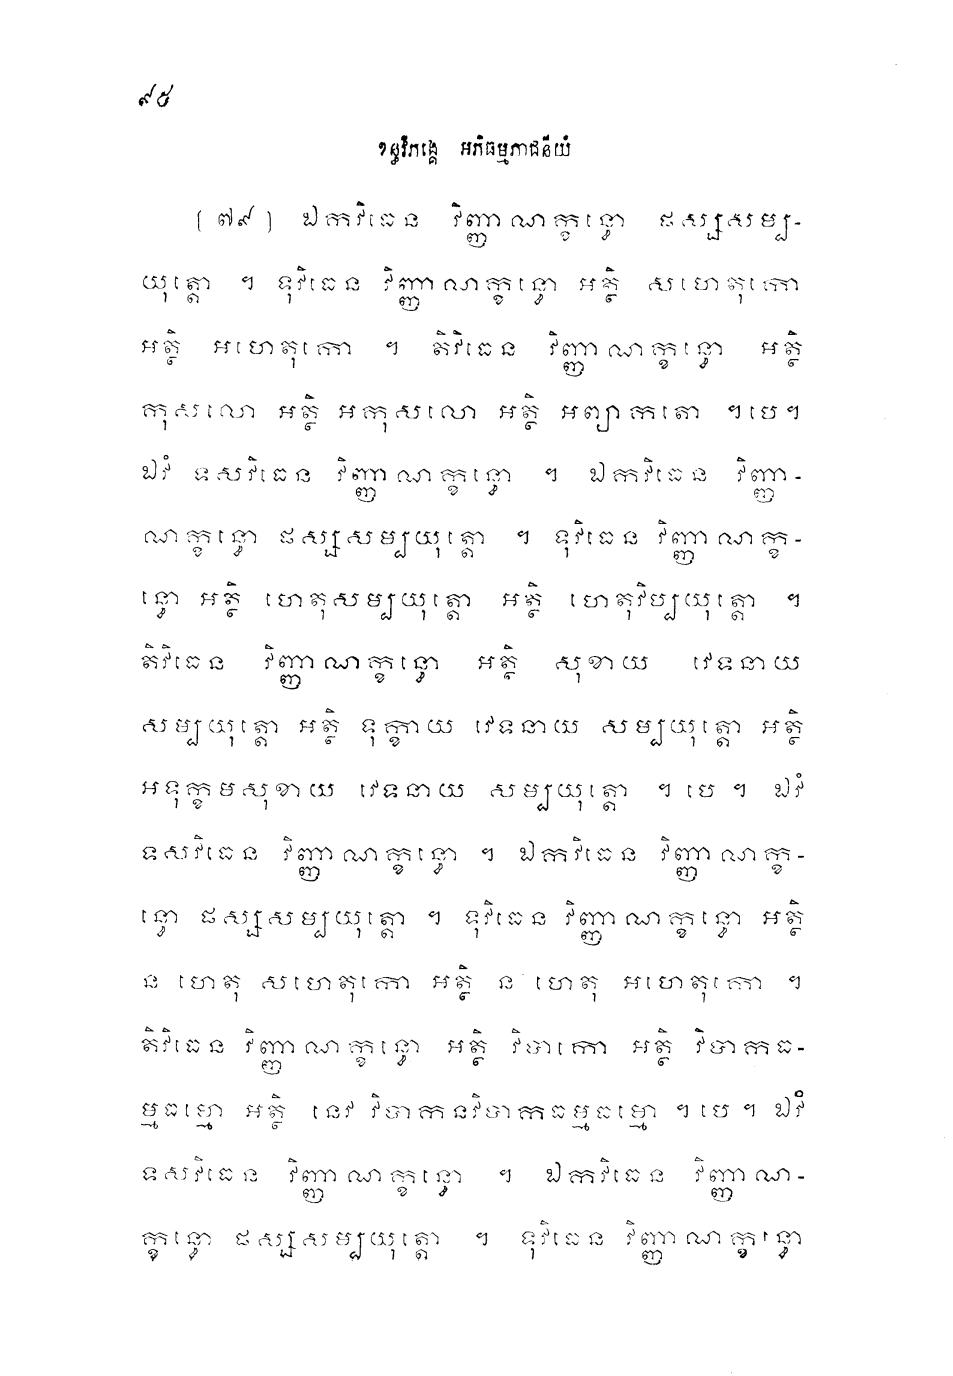 ៩៥
ខន្ធវិភង្គេ អភិធម្មភាជនីយំ
[៧៩] ឯកវិធេន វិញ្ញាណក្ខន្ធោ ផស្សសម្ប-
យុត្តោ ។ ទុវិធេន វិញ្ញាណក្ខន្ធោ អត្ថិ សហេតុកោ
អត្ថិ អហេតុកោ ។ តិវិធេន វិញ្ញាណក្ខន្ធោ អត្ថិ
កុសលោ អត្ថិ អកុសលោ អត្ថិ អព្យាកតោ ។បេ។
ឯវំ ទសវិធេន វិញ្ញាណក្ខន្ធោ ។ ឯកវិធេន វិញ្ញា-
ណក្ខន្ធោ ផស្សសម្បយុត្តោ ។ ទុវិធេន វិញ្ញាណក្ខ-
ន្ធោ អត្ថិ ហេតុសម្បយុត្តោ អត្ថិ ហេតុវិប្បយុត្តោ ។
តិវិធេន វិញ្ញាណក្ខន្ធោ អត្ថិ សុខាយ វេទនាយ
សម្បយុត្តោ អត្ថិ ទុក្ខាយ វេទនាយ សម្បយុត្តោ អត្ថិ
អទុក្ខមសុខាយ វេទនាយ សម្បយុត្តោ ។ បេ ។ ឯវំ
ទសវិធេន វិញ្ញាណក្ខន្ធោ ។ ឯកវិធេន វិញ្ញាណក្ខ-
ន្ធោ ផស្សសម្បយុត្តោ ។ ទុវិធេន វិញ្ញាណក្ខន្ធោ អត្ថិ
ន ហេតុ សហេតុកោ អត្ថិ ន ហេតុ អហេតុកោ ។
តិវិធេន វិញ្ញាណក្ខន្ធោ អត្ថិ វិបាកោ អត្ថិ វិបាកធ-
ម្មធម្មោ អត្ថិ នេវ វិបាកនវិបាកធម្មធម្មោ ។បេ។ ឯវំ
ទសវិធេន វិញ្ញាណក្ខន្ធោ ។ ឯកវិធេន វិញ្ញាណ-
ក្ខន្ធោ ផស្សសម្បយុត្តោ ។ ទុវិធេន វិញ្ញាណក្ខន្ធោ